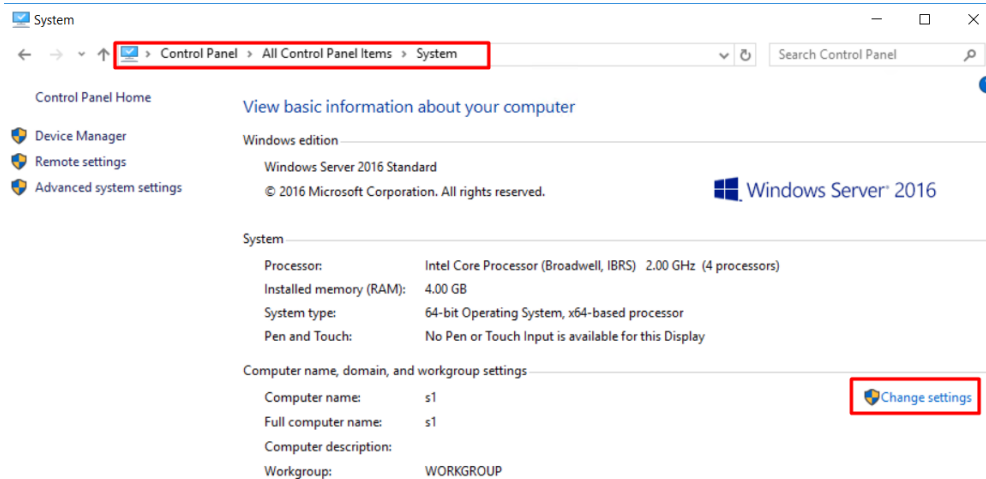 System
Control Panel > All Control Panel Items > System
Search Control Panel
Control Panel Home
Device Manager
Remote settings
Advanced system settings
View basic information about your computer
Windows edition
Windows Server 2016 Standard
© 2016 Microsoft Corporation. All rights reserved.
Windows Server® 2016
System
Processor: Intel Core Processor (Broadwell, IBRS) 2.00 GHz (4 processors)
Installed memory (RAM): 4.00 GB
System type: 64-bit Operating System, x64-based processor
Pen and Touch: No Pen or Touch Input is available for this Display
Computer name, domain, and workgroup settings
Computer name: s1
Change settings
Full computer name: s1
Computer description:
Workgroup: WORKGROUP